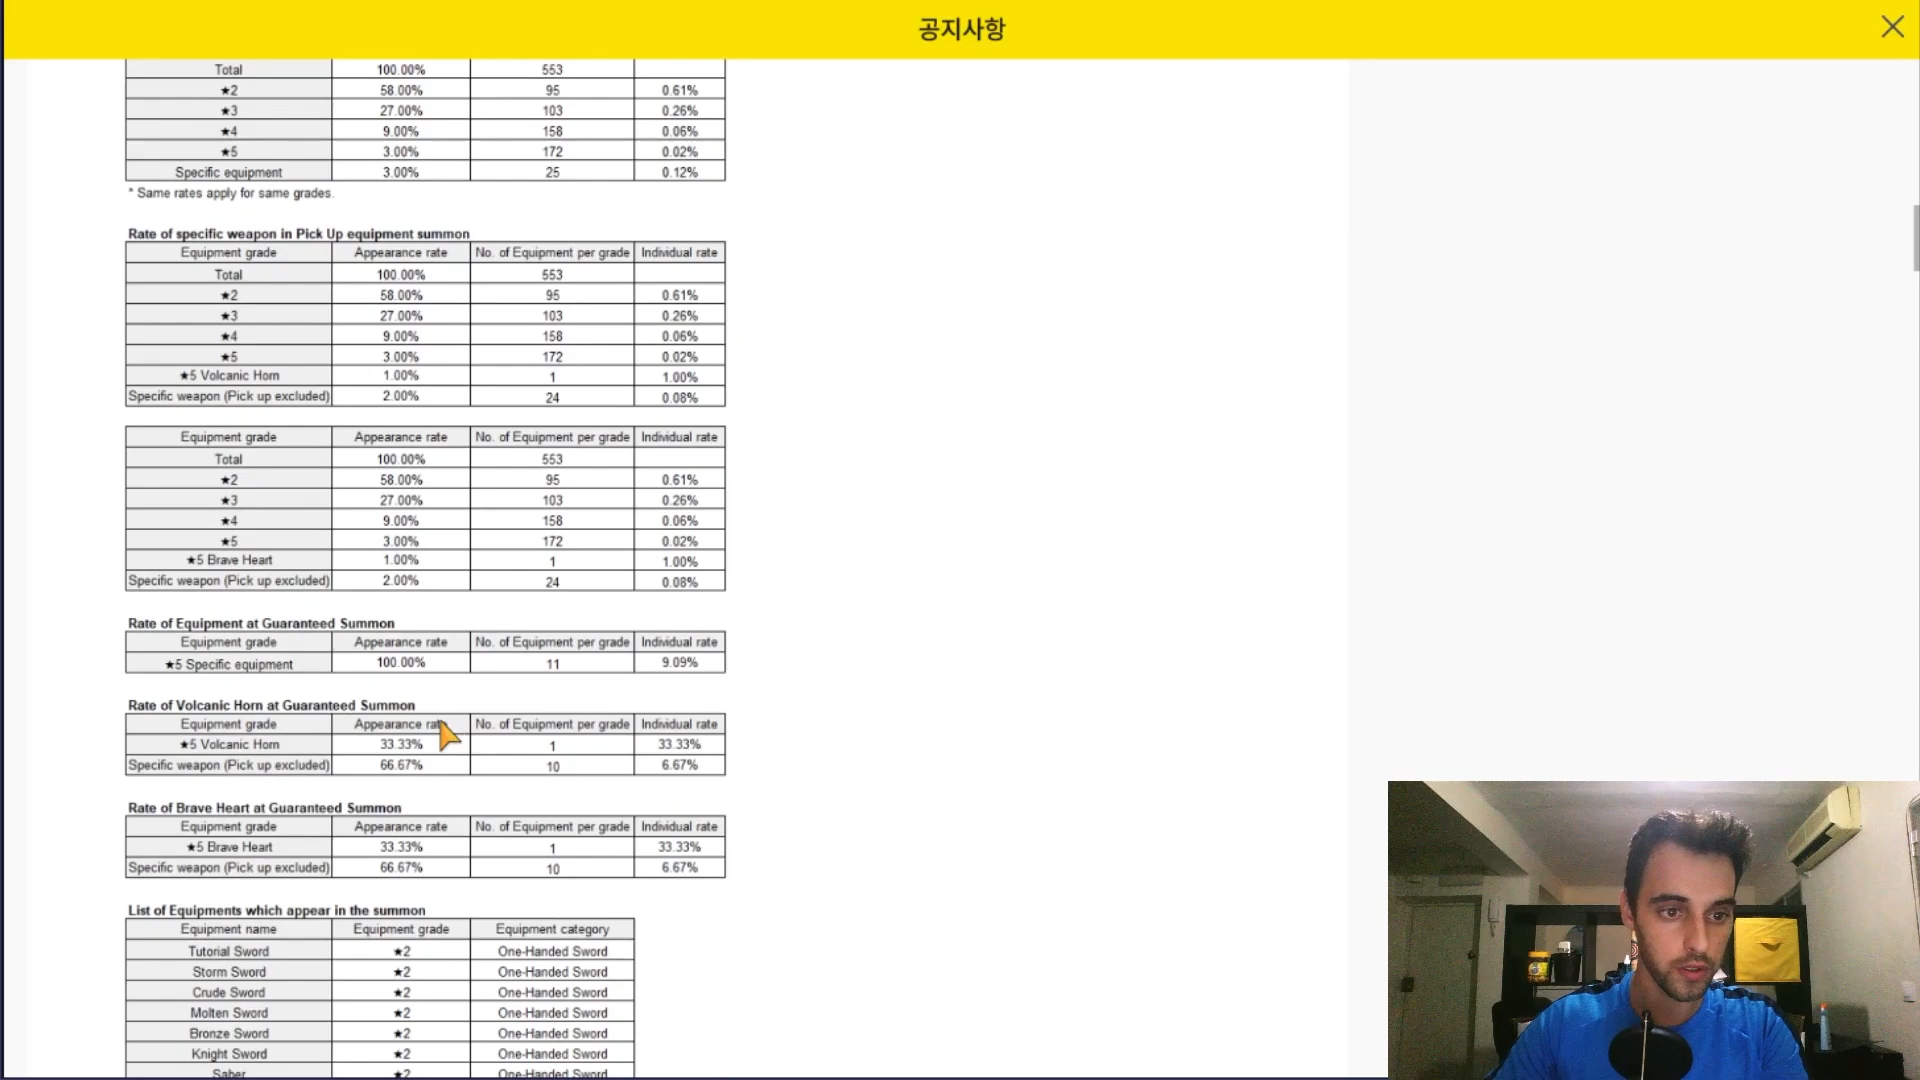 공지사항
Total 100.00% 553
★2 58.00% 95 0.61%
★3 27.00% 103 0.26%
★4 9.00% 158 0.06%
★5 3.00% 172 0.02%
Specific equipment 3.00% 25 0.12%
* Same rates apply for same grades.
Rate of specific weapon in Pick Up equipment summon
Equipment grade Appearance rate No. of Equipment per grade Individual rate
Total 100.00% 553
★2 58.00% 95 0.61%
★3 27.00% 103 0.26%
★4 9.00% 158 0.06%
★5 3.00% 172 0.02%
★5 Volcanic Horn 1.00% 1 1.00%
Specific weapon (Pick up excluded) 2.00% 24 0.08%
Equipment grade Appearance rate No. of Equipment per grade Individual rate
Total 100.00% 553
★2 58.00% 95 0.61%
★3 27.00% 103 0.26%
★4 9.00% 158 0.06%
★5 3.00% 172 0.02%
★5 Brave Heart 1.00% 1 1.00%
Specific weapon (Pick up excluded) 2.00% 24 0.08%
Rate of Equipment at Guaranteed Summon
Equipment grade Appearance rate No. of Equipment per grade Individual rate
★5 Specific equipment 100.00% 11 9.09%
Rate of Volcanic Horn at Guaranteed Summon
Equipment grade Appearance rat No. of Equipment per grade Individual rate
★5 Volcanic Horn 33.33% 1 33.33%
Specific weapon (Pick up excluded) 66.67% 10 6.67%
Rate of Brave Heart at Guaranteed Summon
Equipment grade Appearance rate No. of Equipment per grade Individual rate
★5 Brave Heart 33.33% 1 33.33%
Specific weapon (Pick up excluded) 66.67% 10 6.67%
List of Equipments which appear in the summon
Equipment name Equipment grade Equipment category
Tutorial Sword ★2 One-Handed Sword
Storm Sword ★2 One-Handed Sword
Crude Sword ★2 One-Handed Sword
Molten Sword ★2 One-Handed Sword
Bronze Sword ★2 One-Handed Sword
Knight Sword ★2 One-Handed Sword
Saber ★2 One-Handed Sword